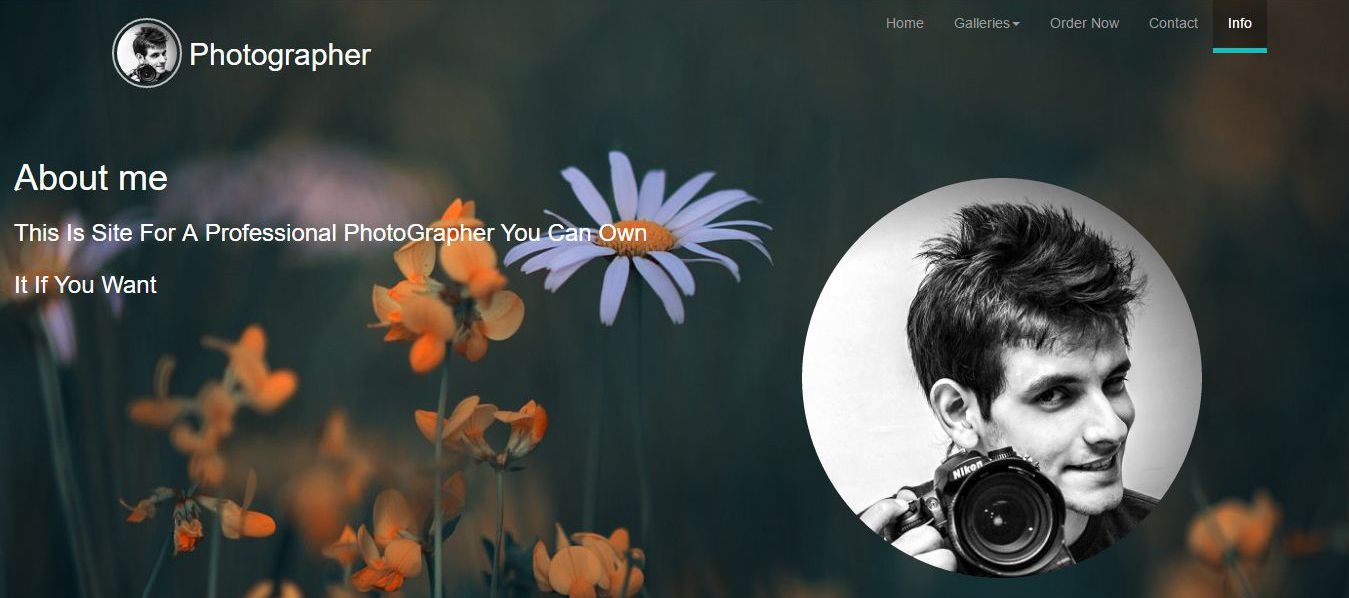 Photographer
Home Galleries Order Now Contact Info
About me
This Is Site For A Professional PhotoGrapher You Can Own
It If You Want
Nikon